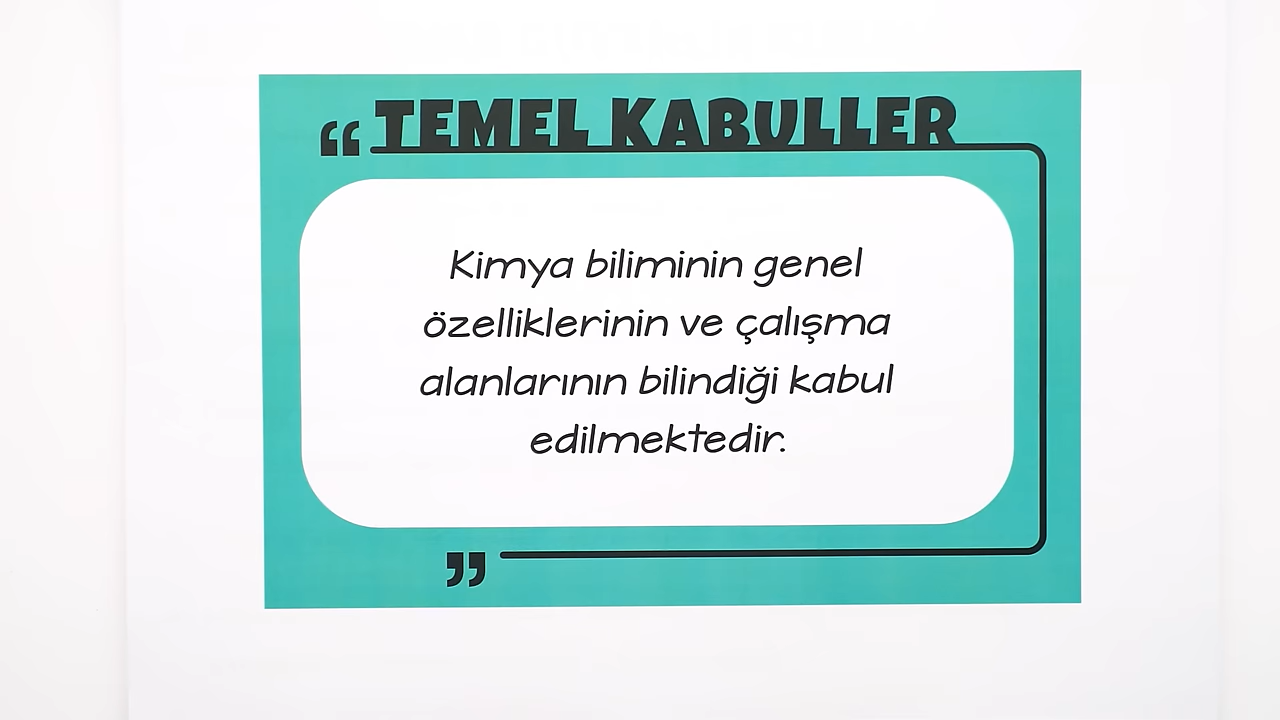 “TEMEL KABULLER
Kimya biliminin genel
özelliklerinin ve çalışma
alanlarının bilindiği kabul
edilmektedir.
”